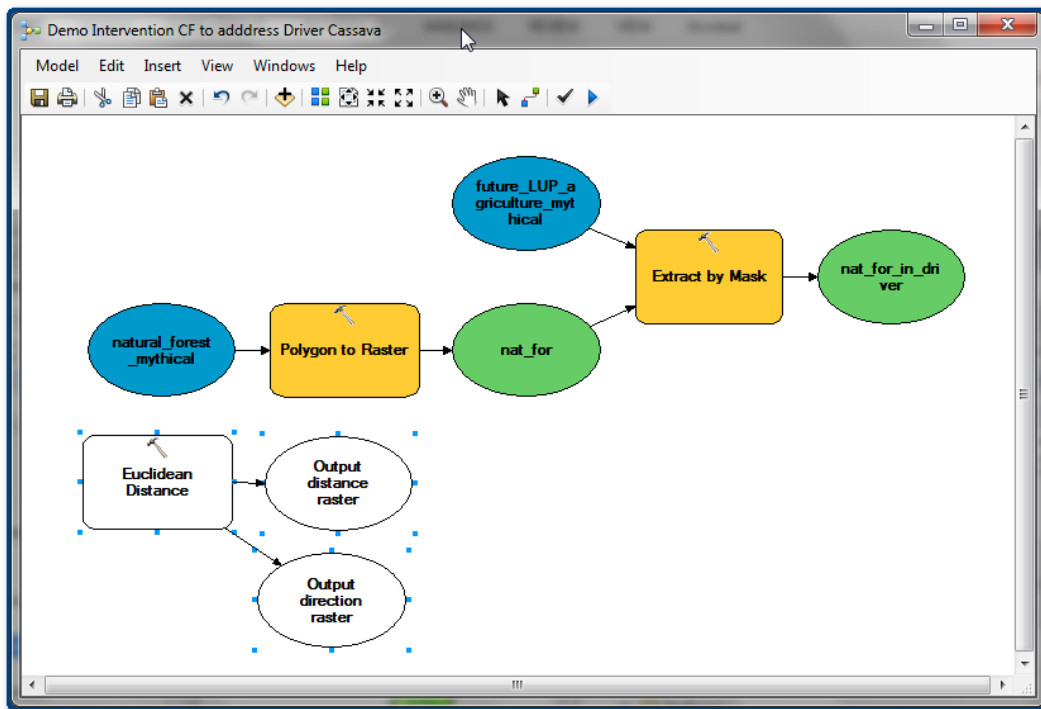 Demo Intervention CF to adddress Driver Cassava
Model Edit Insert View Windows Help
future_LUP_a
griculture_myt
hical
Extract by Mask
nat_for_in_dri
ver
natural_forest
_mythical
Polygon to Raster
nat_for
Euclidean
Distance
Output
distance
raster
Output
direction
raster